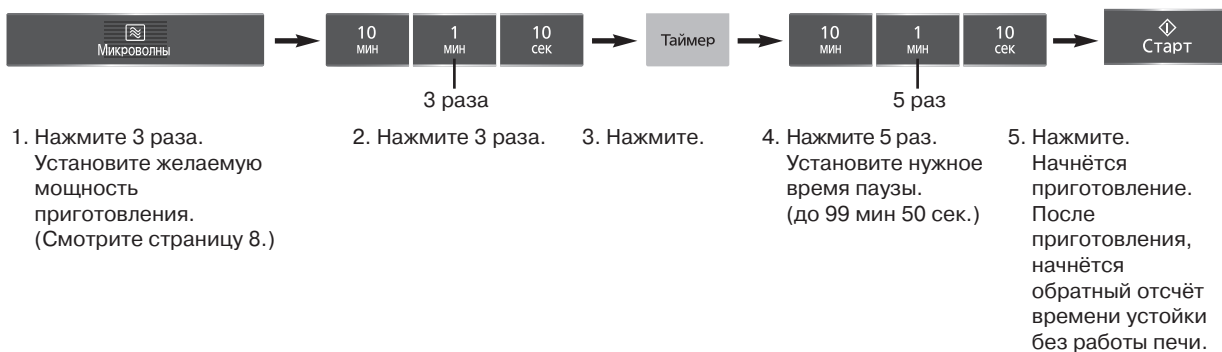 Микроволны
10 мин
1 мин
10 сек
Таймер
10 мин
1 мин
10 сек
Старт
3 раза
5 раз
1. Нажмите 3 раза.
Установите желаемую
мощность
приготовления.
(Смотрите страницу 8.)
2. Нажмите 3 раза.
3. Нажмите.
4. Нажмите 5 раз.
Установите нужное
время паузы.
(до 99 мин 50 сек.)
5. Нажмите.
Начнётся
приготовление.
После
приготовления,
начнётся
обратный отсчёт
времени устойки
без работы печи.